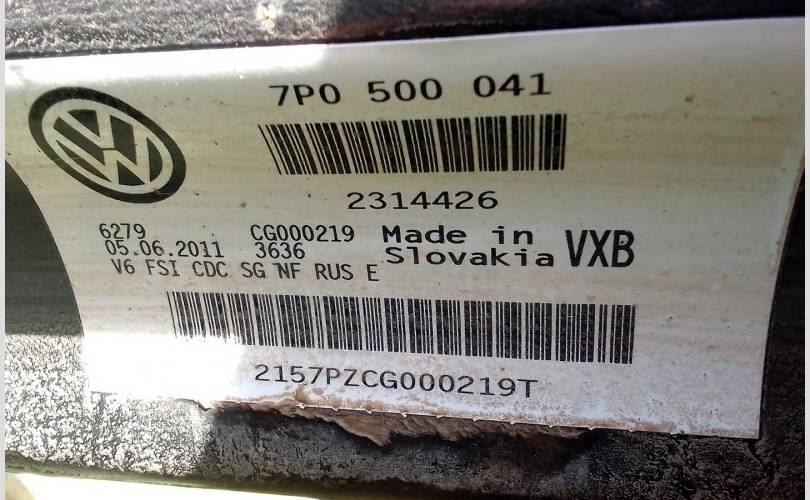 7P0 500 041
2314426
6279 CG000219 Made in VXB
05.06.2011 3636 Slovakia
V6 FSI CDC SG NF RUS E
2157PZCG000219T